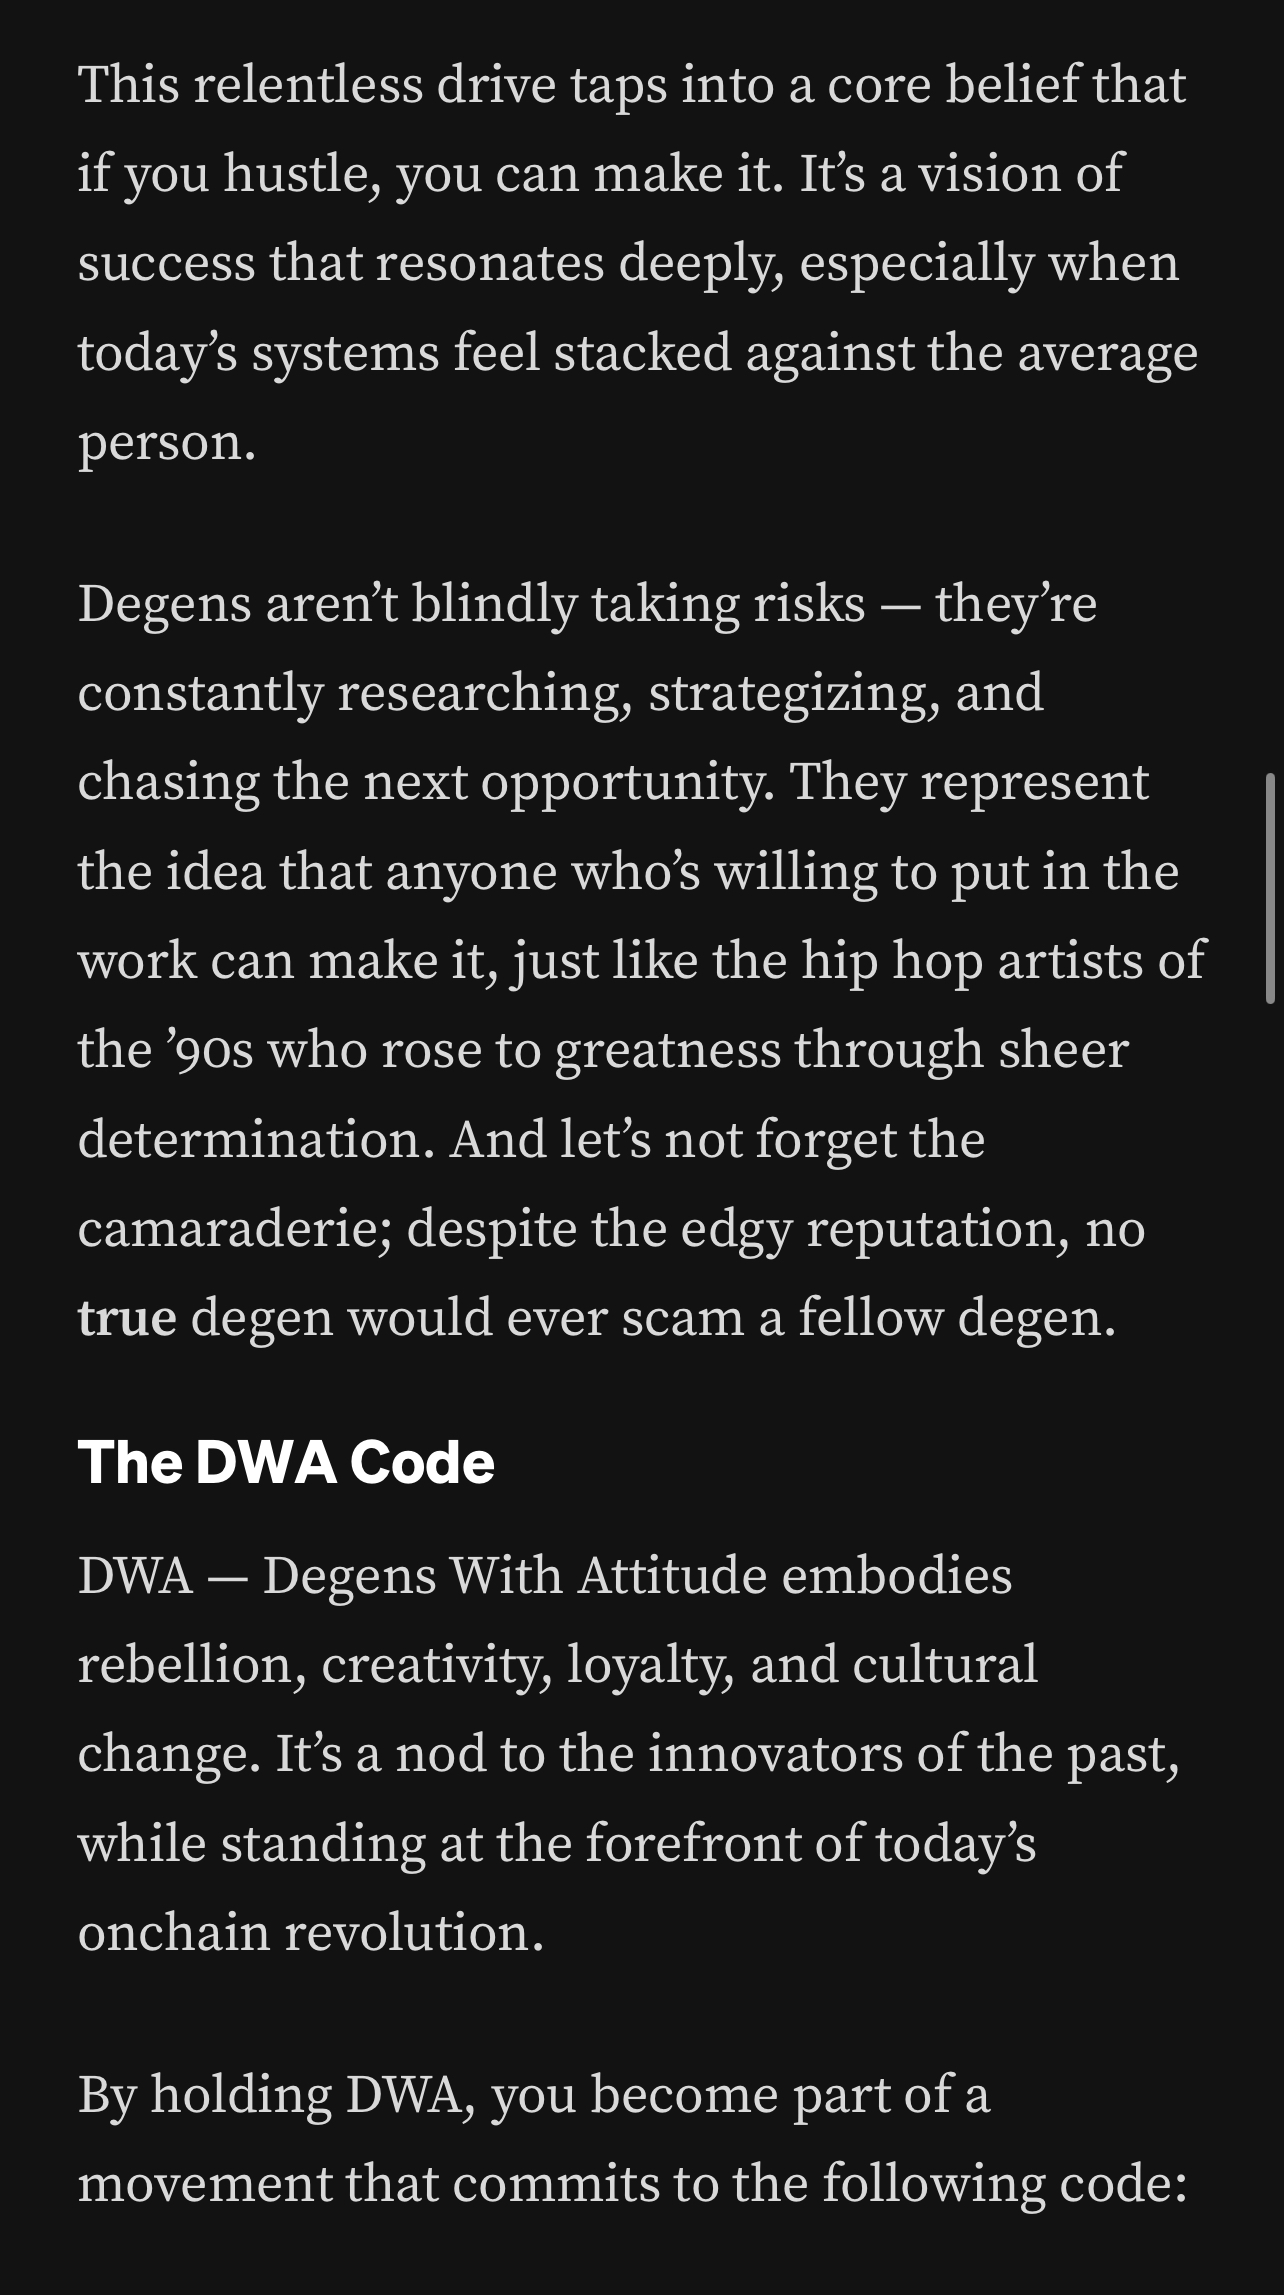 This relentless drive taps into a core belief that
if you hustle, you can make it. It’s a vision of
success that resonates deeply, especially when
today’s systems feel stacked against the average
person.
Degens aren’t blindly taking risks — they’re
constantly researching, strategizing, and
chasing the next opportunity. They represent
the idea that anyone who’s willing to put in the
work can make it, just like the hip hop artists of
the ’90s who rose to greatness through sheer
determination. And let’s not forget the
camaraderie; despite the edgy reputation, no
true degen would ever scam a fellow degen.
The DWA Code
DWA — Degens With Attitude embodies
rebellion, creativity, loyalty, and cultural
change. It’s a nod to the innovators of the past,
while standing at the forefront of today’s
onchain revolution.
By holding DWA, you become part of a
movement that commits to the following code: